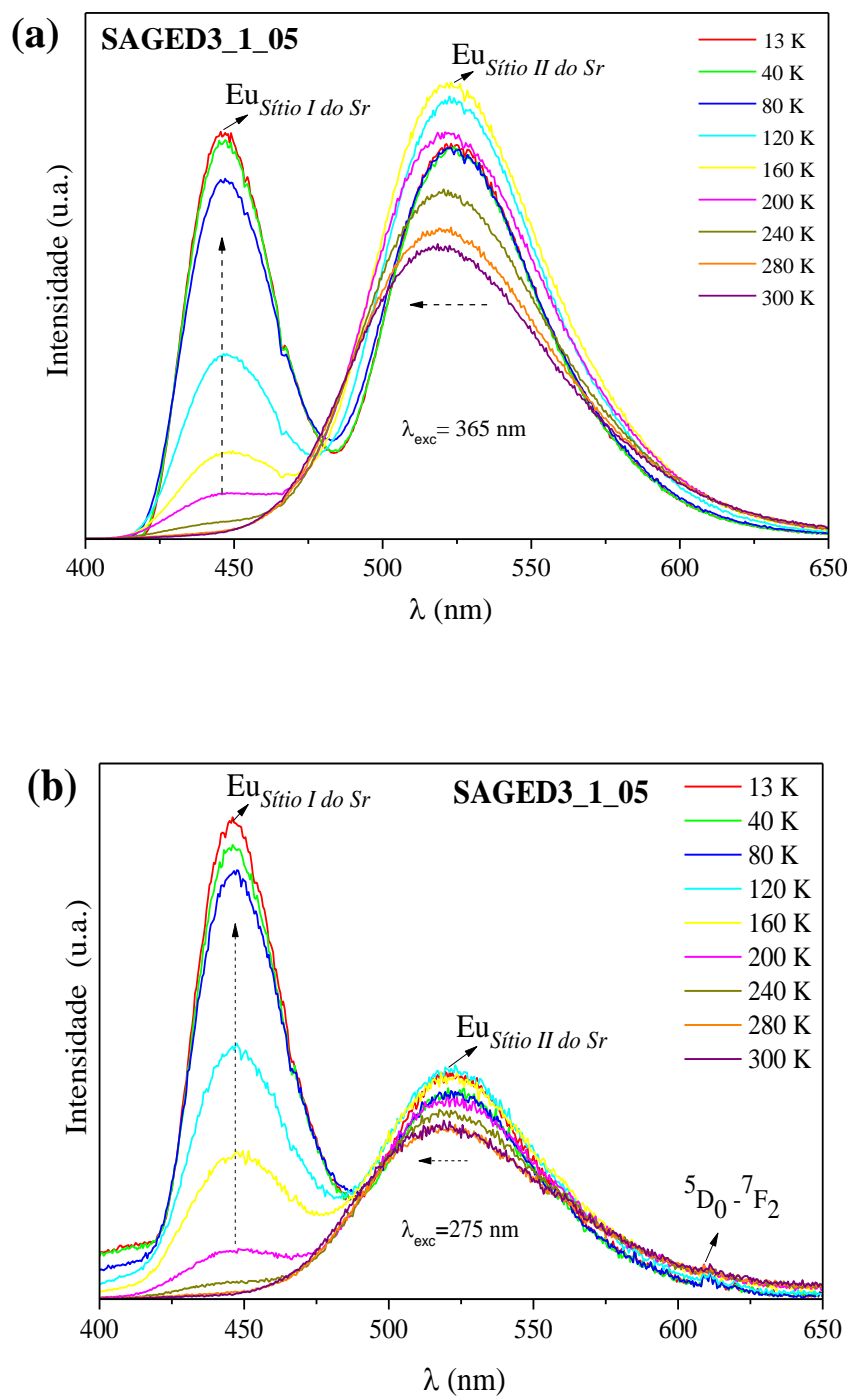 (a)
SAGED3_1_05
Eu Sítio I do Sr
Eu Sítio II do Sr
13 K
40 K
80 K
120 K
160 K
200 K
240 K
280 K
300 K
Intensidade (u.a.)
λexc= 365 nm
400 450 500 550 600 650
λ (nm)
(b)
SAGED3_1_05
Eu Sítio I do Sr
Eu Sítio II do Sr
13 K
40 K
80 K
120 K
160 K
200 K
240 K
280 K
300 K
Intensidade (u.a.)
⁵D₀ -⁷F₂
λexc=275 nm
400 450 500 550 600 650
λ (nm)